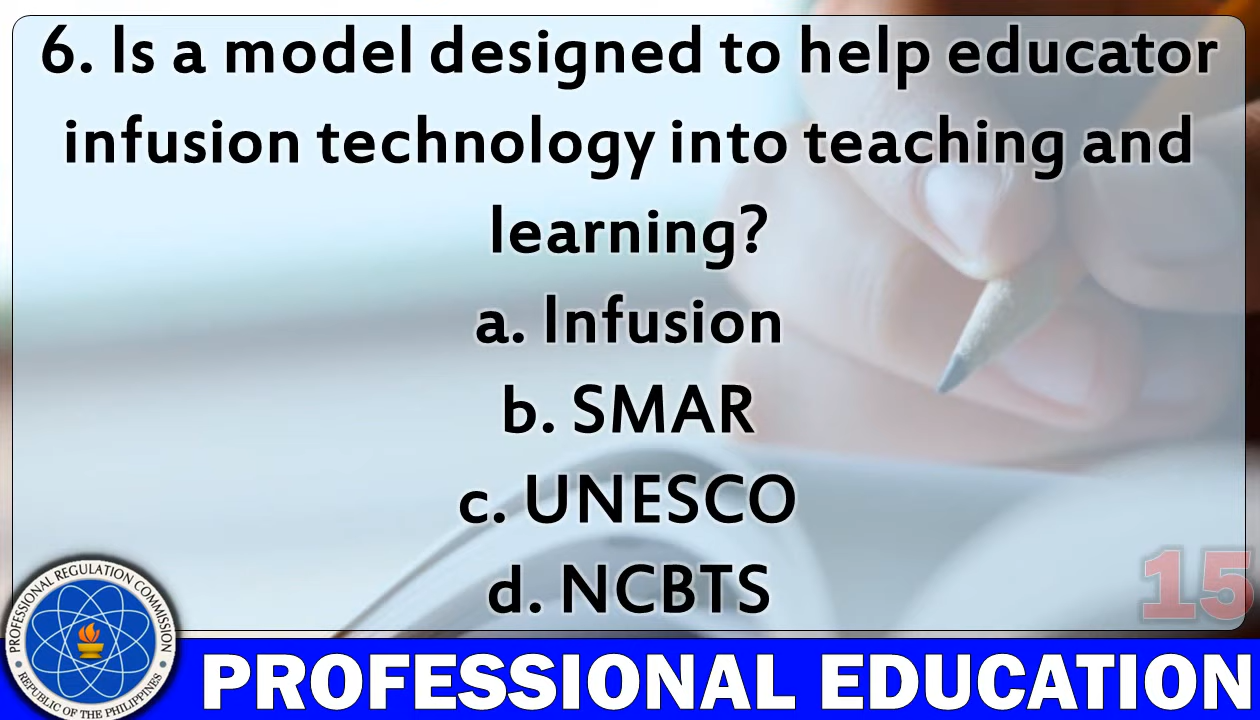 6. Is a model designed to help educator
infusion technology into teaching and
learning?
a. Infusion
b. SMAR
c. UNESCO
d. NCBTS
15
PROFESSIONAL REGULATION COMMISSION
REPUBLIC OF THE PHILIPPINES
PROFESSIONAL EDUCATION